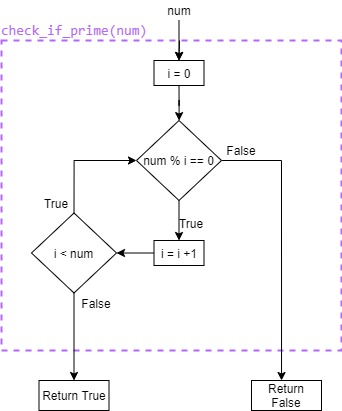 num
check_if_prime(num)
i = 0
num % i == 0
False
True
True
i = i +1
i < num
False
Return True
Return
False